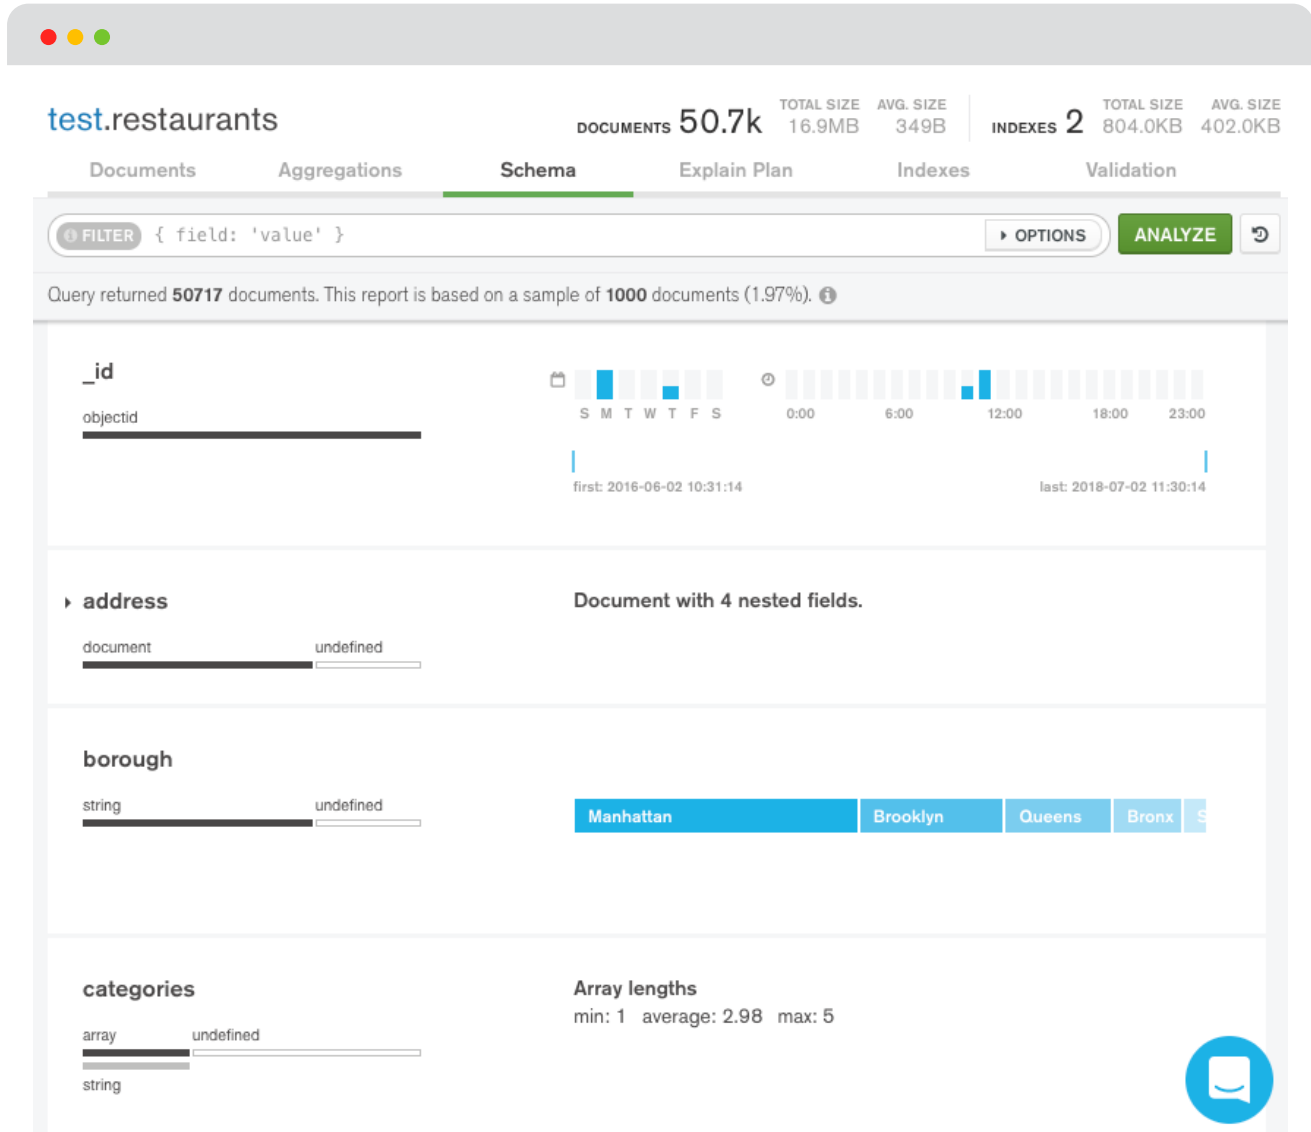 test.restaurants
DOCUMENTS 50.7k TOTAL SIZE 16.9MB AVG. SIZE 349B INDEXES 2 TOTAL SIZE 804.0KB AVG. SIZE 402.0KB
Documents Aggregations Schema Explain Plan Indexes Validation
FILTER { field: 'value' } OPTIONS ANALYZE
Query returned 50717 documents. This report is based on a sample of 1000 documents (1.97%).
_id
objectid
S M T W T F S 0:00 6:00 12:00 18:00 23:00
first: 2016-06-02 10:31:14 last: 2018-07-02 11:30:14
address Document with 4 nested fields.
document undefined
borough
string undefined
Manhattan Brooklyn Queens Bronx S
categories
array undefined
string
Array lengths
min: 1 average: 2.98 max: 5